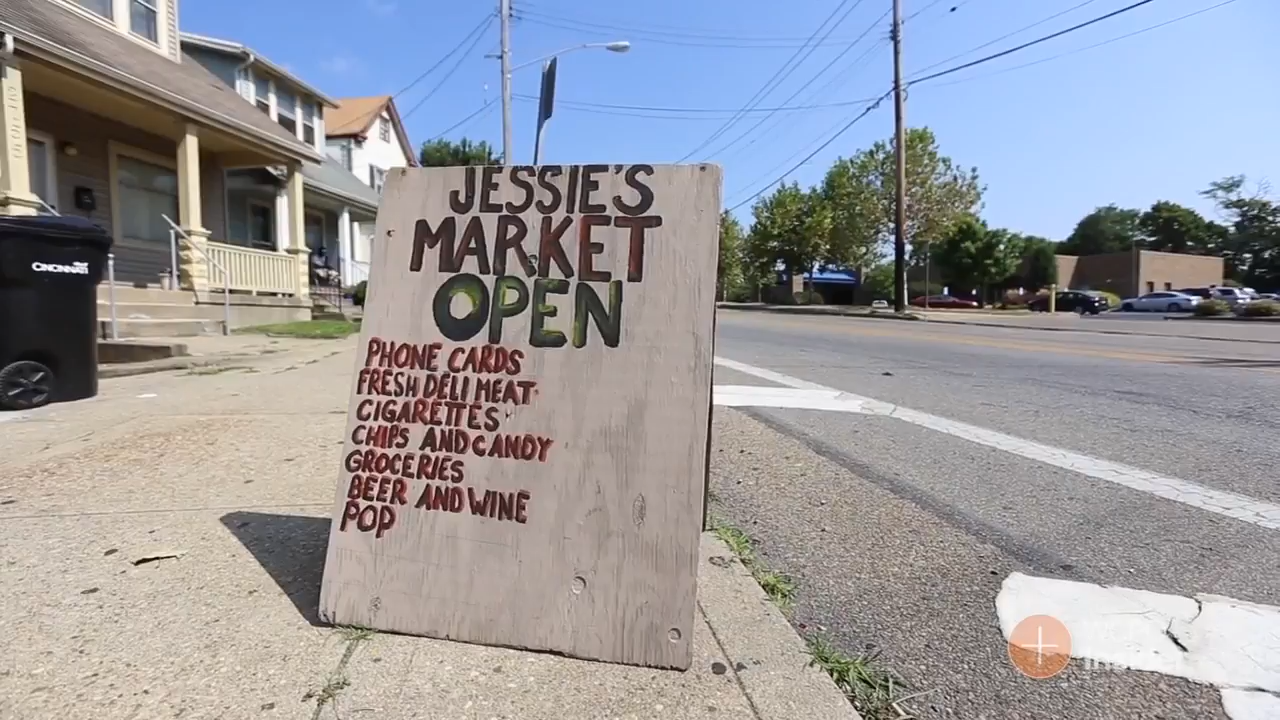 JESSIE'S
MARKET
OPEN
PHONE CARDS
FRESH DELI MEAT
CIGARETTES
CHIPS AND CANDY
GROCERIES
BEER AND WINE
POP
CINCINNATI